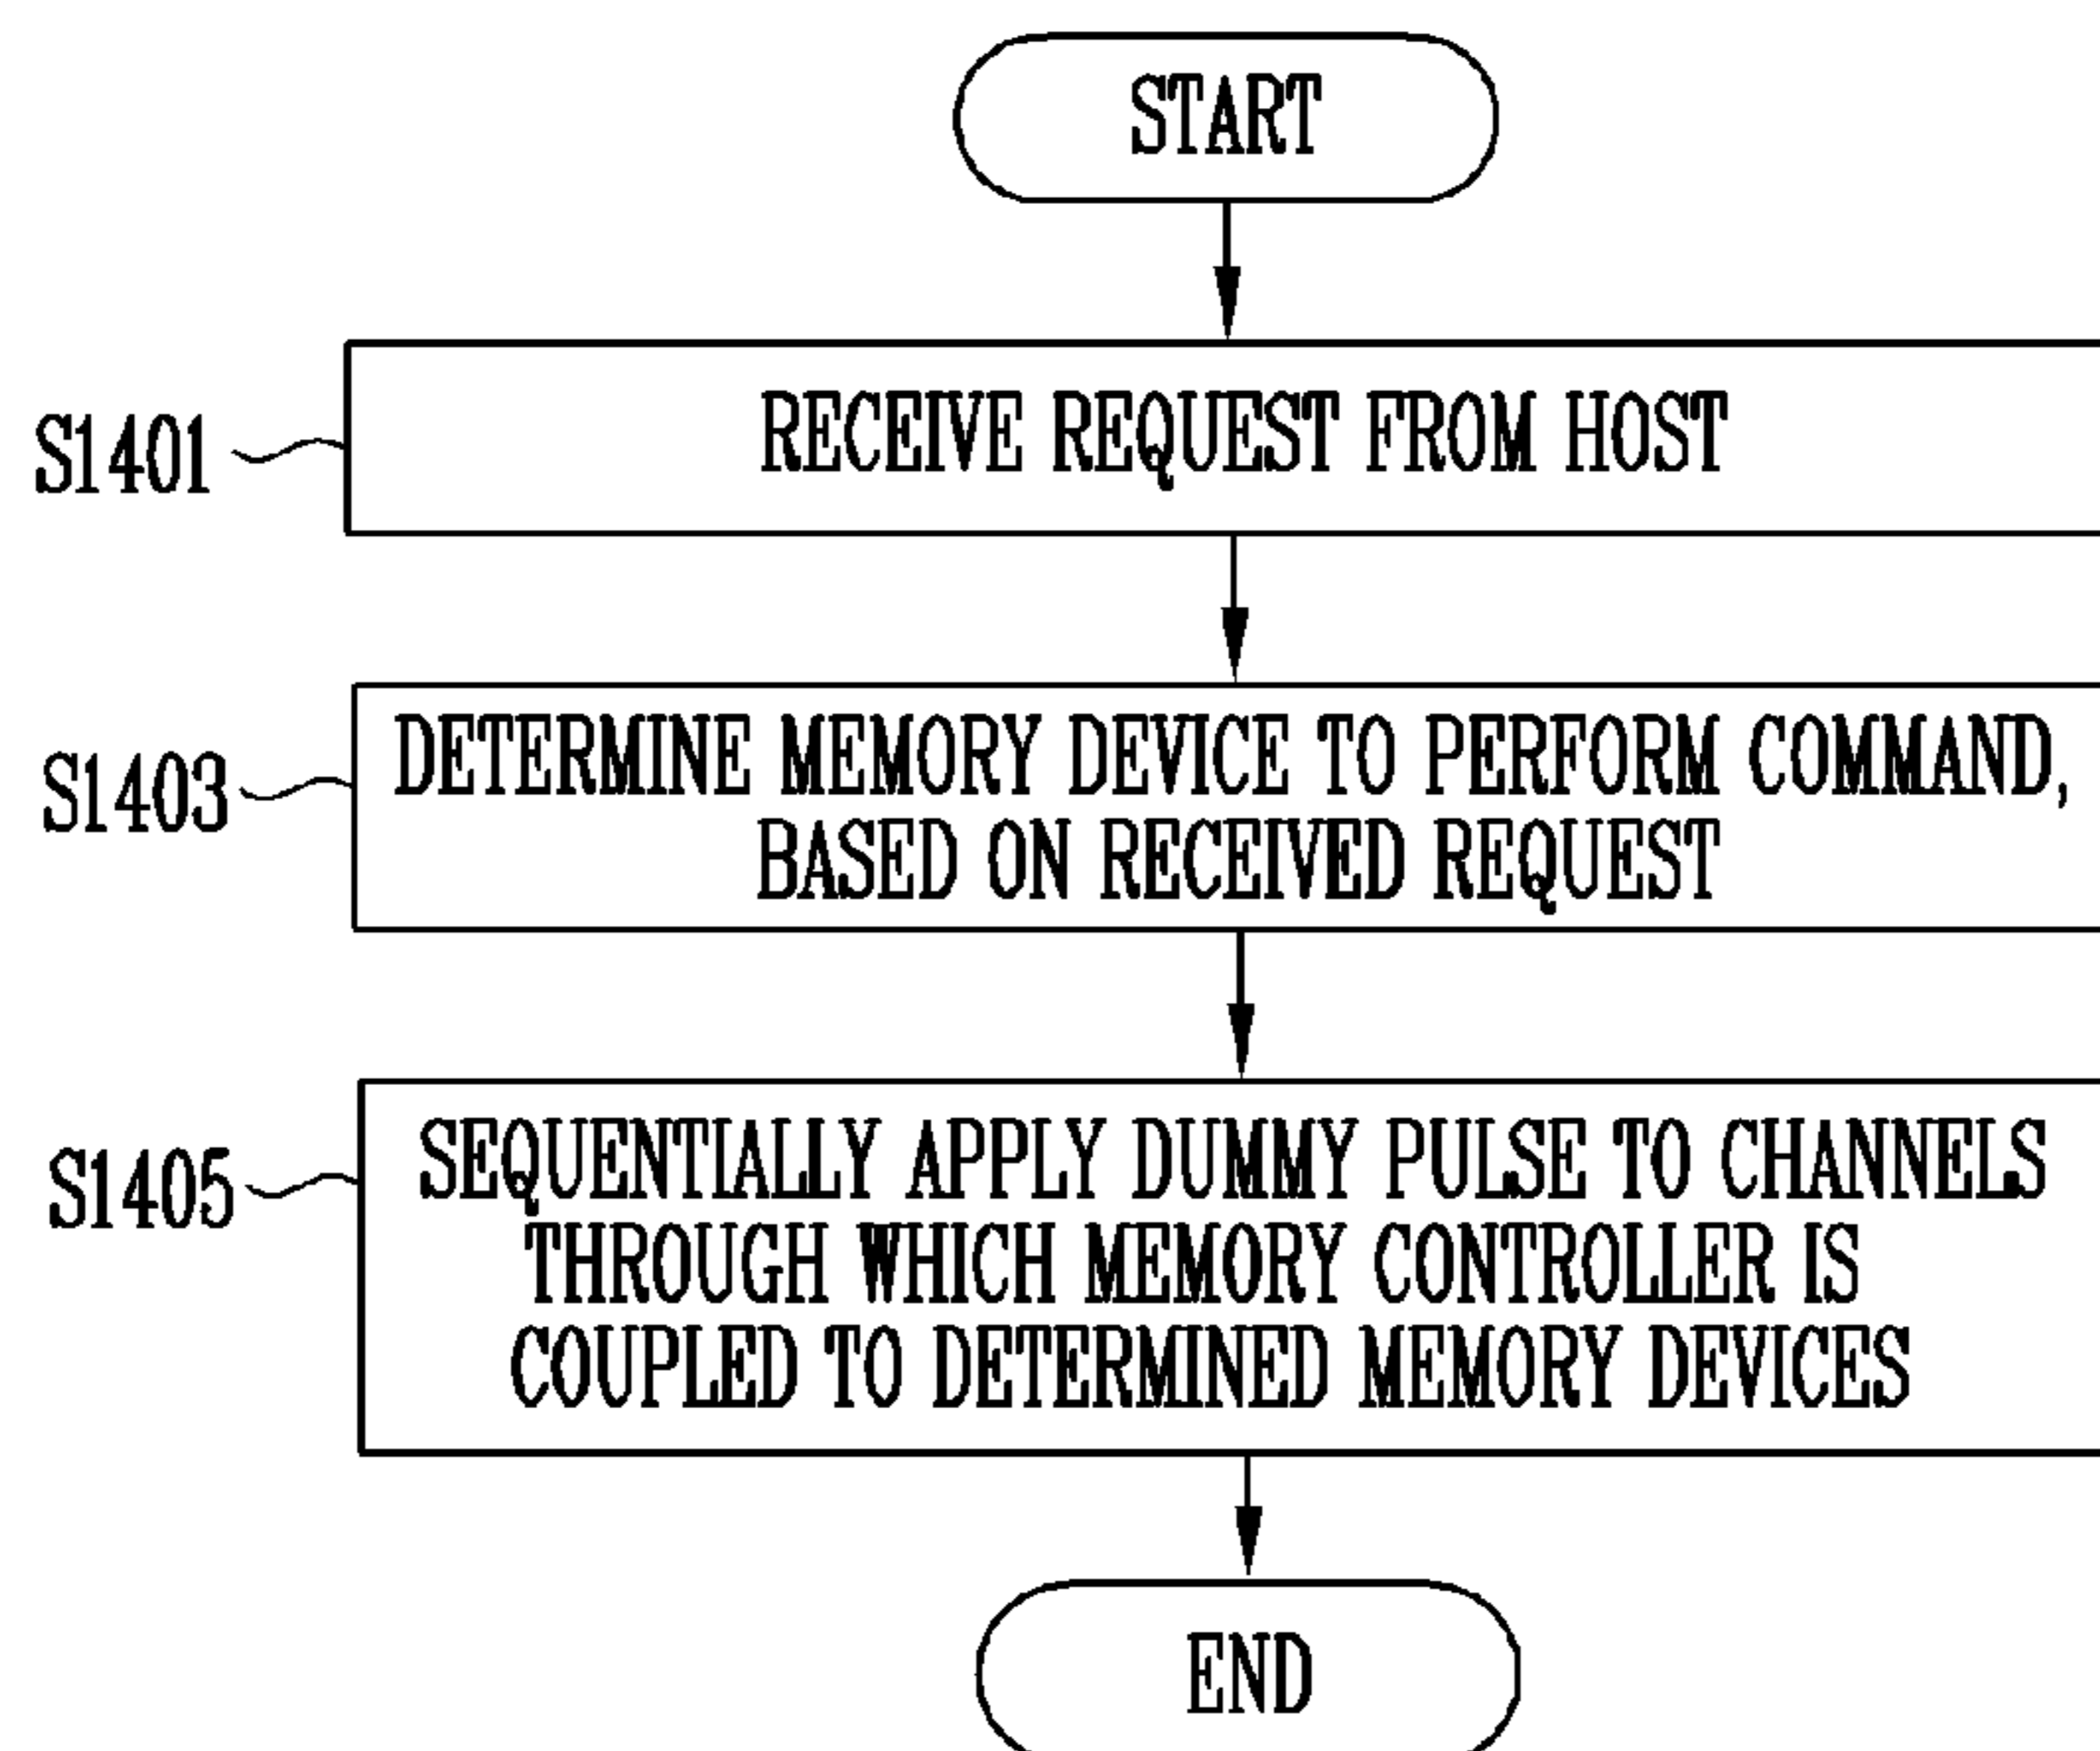 START
S1401
RECEIVE REQUEST FROM HOST
S1403
DETERMINE MEMORY DEVICE TO PERFORM COMMAND,
BASED ON RECEIVED REQUEST
S1405
SEQUENTIALLY APPLY DUMMY PULSE TO CHANNELS
THROUGH WHICH MEMORY CONTROLLER IS
COUPLED TO DETERMINED MEMORY DEVICES
END